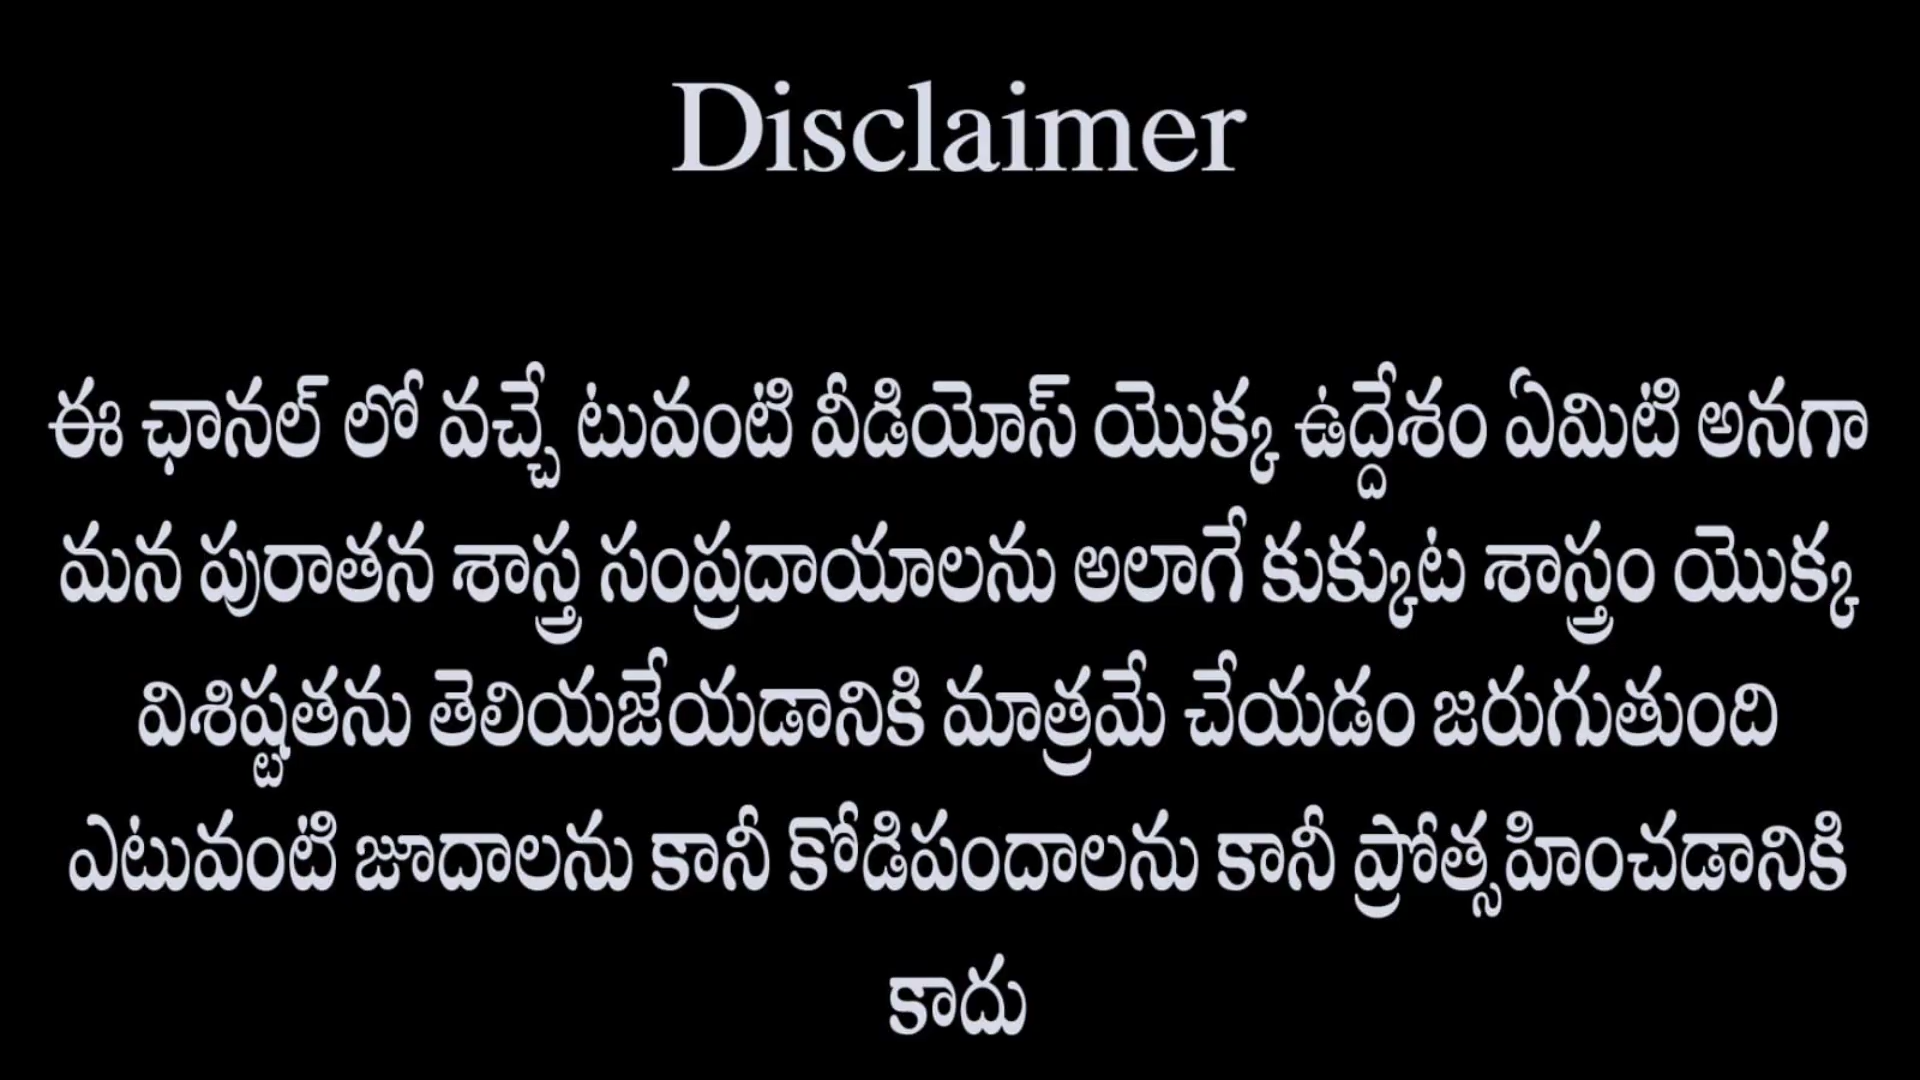 Disclaimer
ఈ ఛానల్ లో వచ్చే టువంటి వీడియోస్ యొక్క ఉద్దేశం ఏమిటి అనగా
మన పురాతన శాస్త్ర సంప్రదాయాలను అలాగే కుక్కుట శాస్త్రం యొక్క
విశిష్టతను తెలియజేయడానికి మాత్రమే చేయడం జరుగుతుంది
ఎటువంటి జూదాలను కానీ కోడిపందాలను కానీ ప్రోత్సహించడానికి
కాదు